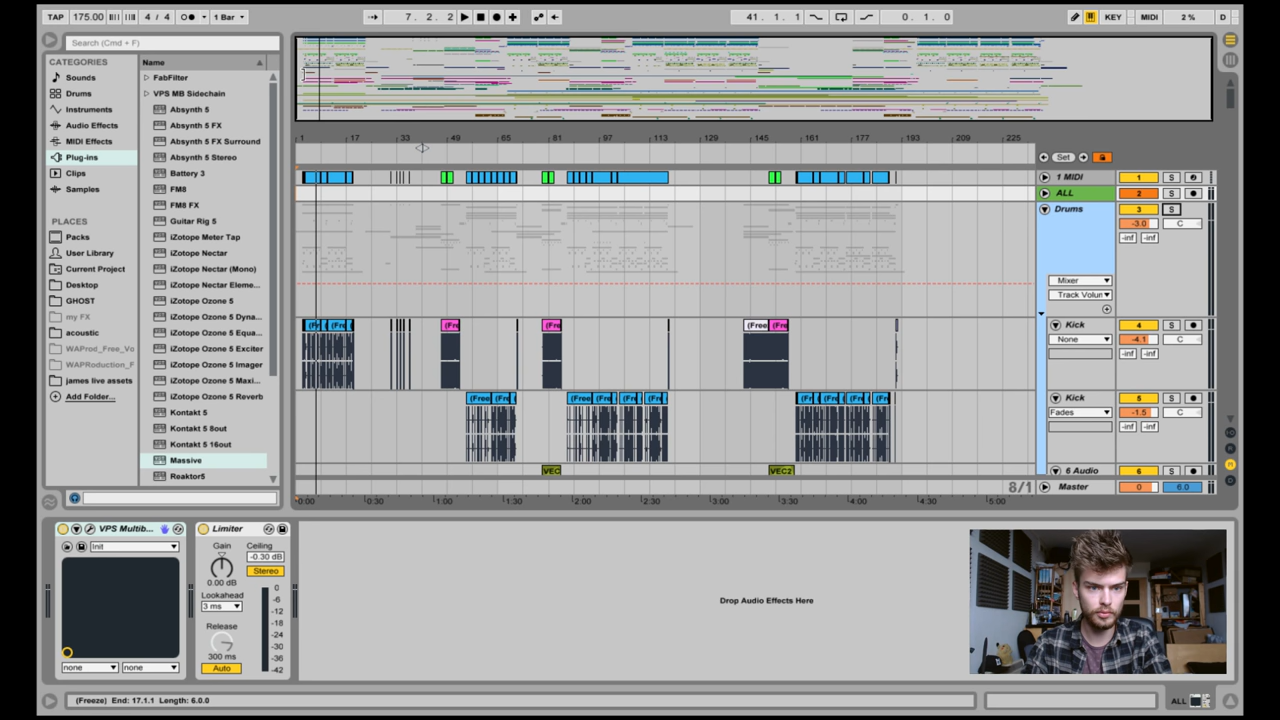 TAP 175.00 4 / 4 1 Bar 7. 2. 2 41. 1. 1 0. 1. 0 KEY MIDI 2 % D
Search (Cmd + F)
CATEGORIES
Sounds
Drums
Instruments
Audio Effects
MIDI Effects
Plug-ins
Clips
Samples
PLACES
Packs
User Library
Current Project
Desktop
GHOST
my FX
acoustic
WAProd_Free_Vo
WAProduction_F
james live assets
Add Folder...
Name
FabFilter
VPS MB Sidechain
Absynth 5
Absynth 5 FX
Absynth 5 FX Surround
Absynth 5 Stereo
Battery 3
FM8
FM8 FX
Guitar Rig 5
iZotope Meter Tap
iZotope Nectar
iZotope Nectar (Mono)
iZotope Nectar Eleme...
iZotope Ozone 5
iZotope Ozone 5 Dyna...
iZotope Ozone 5 Equa...
iZotope Ozone 5 Exciter
iZotope Ozone 5 Imager
iZotope Ozone 5 Maxi...
iZotope Ozone 5 Reverb
Kontakt 5
Kontakt 5 8out
Kontakt 5 16out
Massive
Reaktor5
1 17 33 49 65 81 97 113 129 145 161 177 193 209 225
Set
1 MIDI 1 S
ALL 2 S
Drums 3 S
-3.0 C
-inf -inf
Mixer
Track Volum
(Fr (Fre (Fre (Free (Fre Kick 4 S
None -4.1 C
-inf -inf
(Free (Fre (Free (Fre Kick 5 S
Fades -1.5 C
-inf -inf
VEC VEC2 6 Audio 6 S
8/1 Master 0 6.0
0:00 0:30 1:00 1:30 2:00 2:30 3:00 3:30 4:00 4:30 5:00
VPS Multib...
Init
none none
Limiter
Gain
0.00 dB
Lookahead
3 ms
Release
300 ms
Auto
Ceiling
-0.30 dB
Stereo
0
-6
-12
-18
-24
-30
-36
-42
Drop Audio Effects Here
(Freeze) End: 17.1.1 Length: 6.0.0
ALL